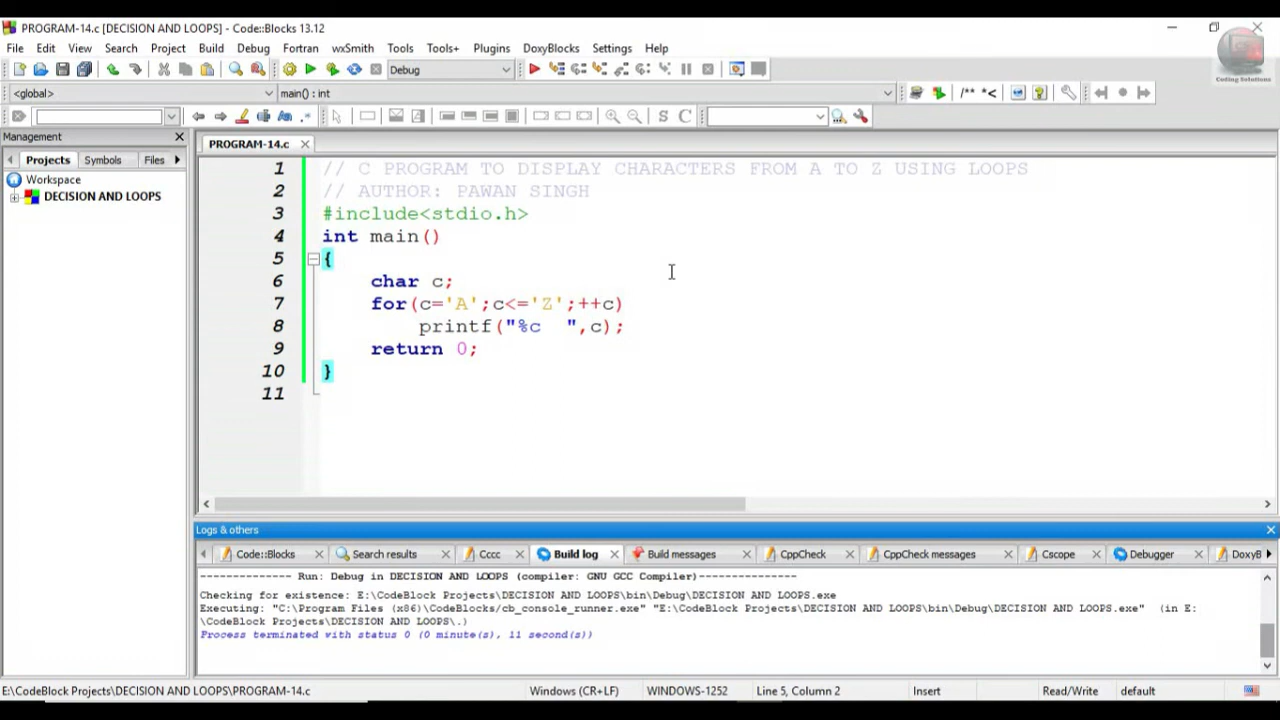 PROGRAM-14.c [DECISION AND LOOPS] - Code::Blocks 13.12
File Edit View Search Project Build Debug Fortran wxSmith Tools Tools+ Plugins DoxyBlocks Settings Help
Coding Solutions
Debug
<global> main() : int
/** *<
S C
Management
PROGRAM-14.c
Projects Symbols Files
Workspace
DECISION AND LOOPS
1 // C PROGRAM TO DISPLAY CHARACTERS FROM A TO Z USING LOOPS
2 // AUTHOR: PAWAN SINGH
3 #include<stdio.h>
4 int main()
5 {
6 char c;
7 for(c='A';c<='Z';++c)
8 printf("%c  ",c);
9 return 0;
10 }
11
Logs & others
Code::Blocks Search results Cccc Build log Build messages CppCheck CppCheck messages Cscope Debugger DoxyB
-------------- Run: Debug in DECISION AND LOOPS (compiler: GNU GCC Compiler)---------------
Checking for existence: E:\CodeBlock Projects\DECISION AND LOOPS\bin\Debug\DECISION AND LOOPS.exe
Executing: "C:\Program Files (x86)\CodeBlocks/cb_console_runner.exe" "E:\CodeBlock Projects\DECISION AND LOOPS\bin\Debug\DECISION AND LOOPS.exe"  (in E:
\CodeBlock Projects\DECISION AND LOOPS\.)
Process terminated with status 0 (0 minute(s), 11 second(s))
E:\CodeBlock Projects\DECISION AND LOOPS\PROGRAM-14.c Windows (CR+LF) WINDOWS-1252 Line 5, Column 2 Insert Read/Write default